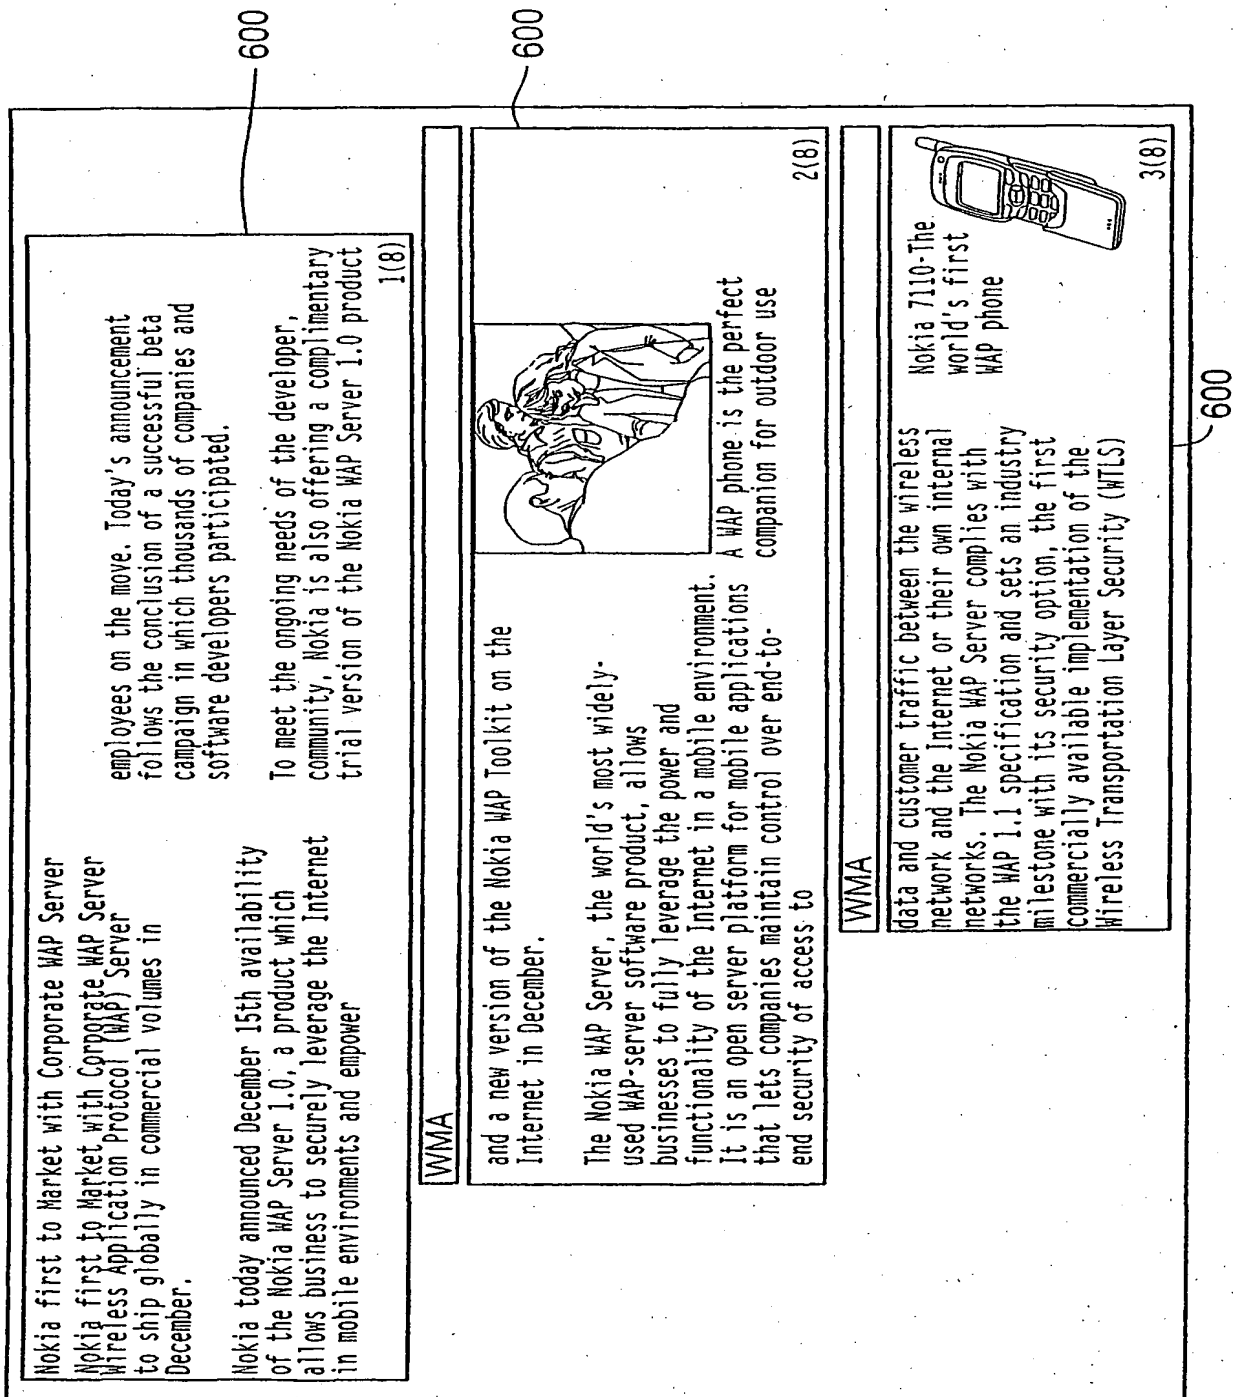 Nokia first to Market with Corporate WAP Server
Nokia first to Market with Corporate WAP Server
Wireless Application Protocol (WAP) Server
to ship globally in commercial volumes in
December.
Nokia today announced December 15th availability
of the Nokia WAP Server 1.0, a product which
allows business to securely leverage the Internet
in mobile environments and empower
employees on the move. Today's announcement
follows the conclusion of a successful beta
campaign in which thousands of companies and
software developers participated.
To meet the ongoing needs of the developer,
community, Nokia is also offering a complimentary
trial version of the Nokia WAP Server 1.0 product
1(8)
600
WMA
and a new version of the Nokia WAP Toolkit on the
Internet in December.
The Nokia WAP Server, the world's most widely-
used WAP-server software product, allows
businesses to fully leverage the power and
functionality of the Internet in a mobile environment.
It is an open server platform for mobile applications
that lets companies maintain control over end-to-
end security of access to
A WAP phone is the perfect
companion for outdoor use
2(8)
600
WMA
data and customer traffic between the wireless
network and the Internet or their own internal
networks. The Nokia WAP Server complies with
the WAP 1.1 specification and sets an industry
milestone with its security option, the first
commercially available implementation of the
Wireless Transportation Layer Security (WTLS)
Nokia 7110-The
world's first
WAP phone
3(8)
600